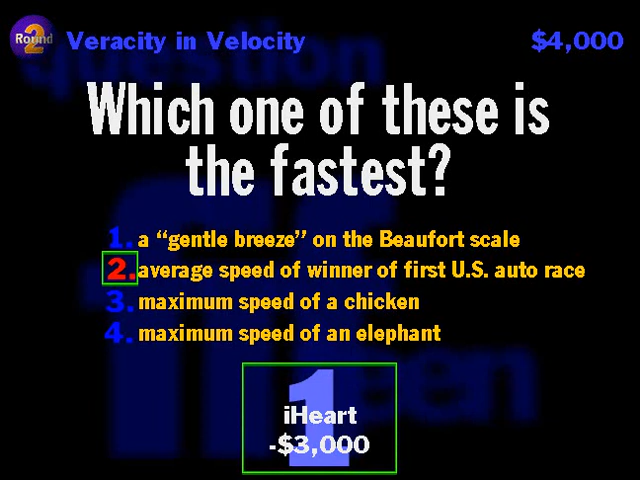 Round 2
Veracity in Velocity
$4,000
question
Which one of these is
the fastest?
1. a “gentle breeze” on the Beaufort scale
2. average speed of winner of first U.S. auto race
3. maximum speed of a chicken
4. maximum speed of an elephant
fifteen
1
iHeart
-$3,000